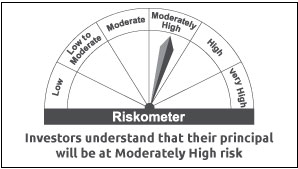 Low
Low to
Moderate
Moderate
Moderately
High
High
very High
Riskometer
Investors understand that their principal
will be at Moderately High risk